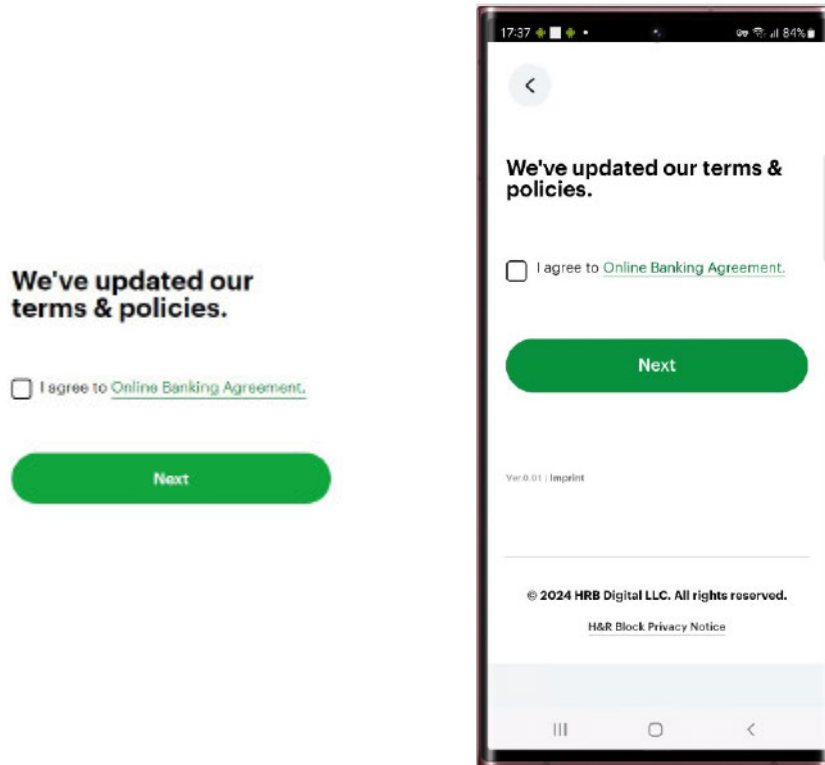 We've updated our
terms & policies.
I agree to Online Banking Agreement.
Next
17:37
84%
We've updated our terms &
policies.
I agree to Online Banking Agreement.
Next
Ver.0.01 | Imprint
© 2024 HRB Digital LLC. All rights reserved.
H&R Block Privacy Notice